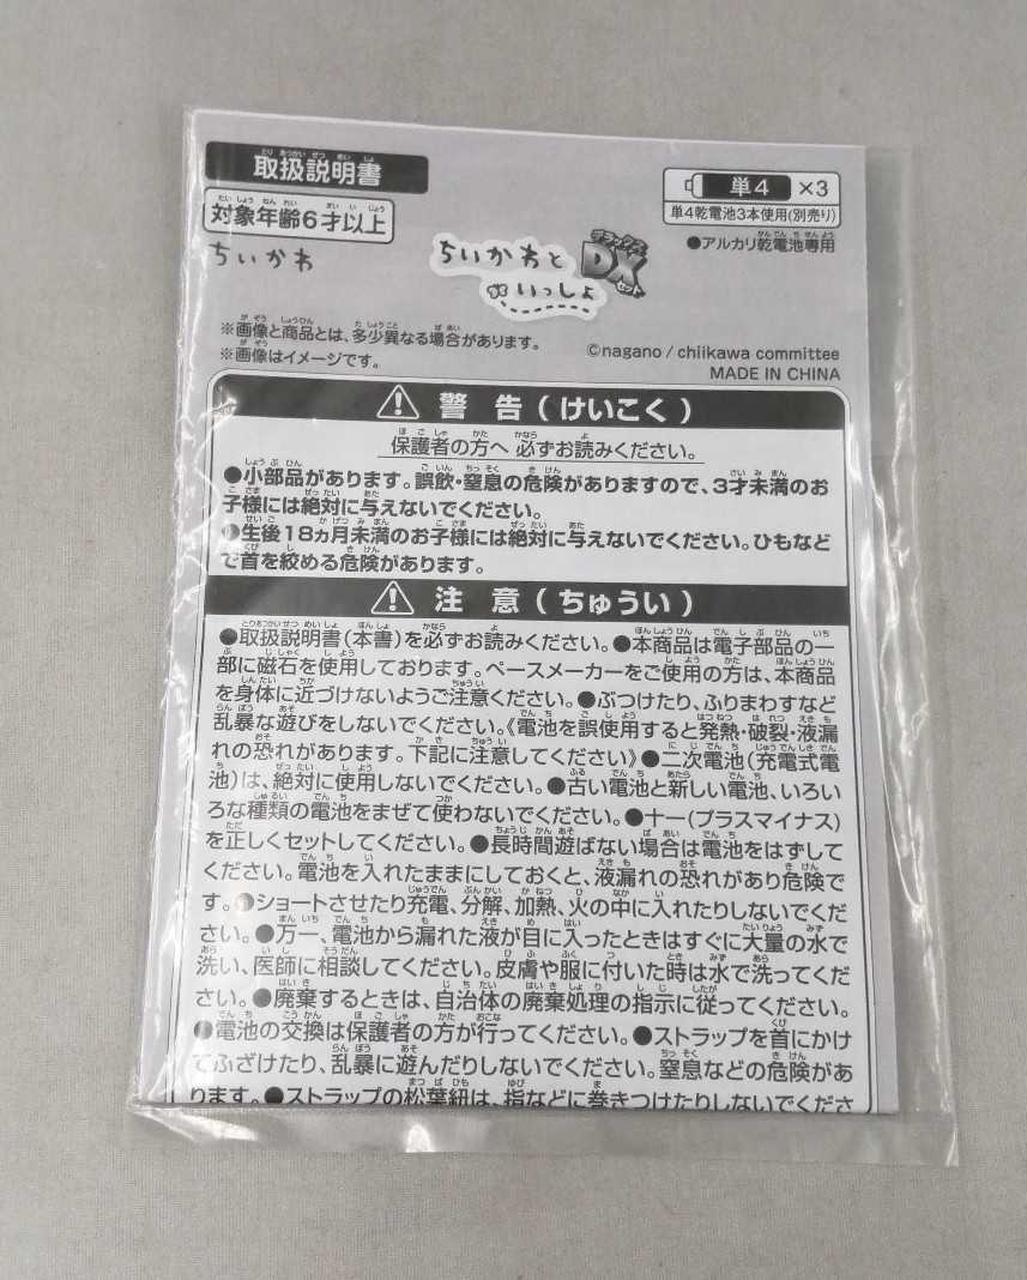 取扱説明書
対象年齢6才以上
ちいかわ
単4 ×3
単4乾電池3本使用(別売り)
●アルカリ乾電池専用
ちいかわと
いっしょ
デラックス
DX
セット
※画像と商品とは、多少異なる場合があります。
※画像はイメージです。
©nagano / chiikawa committee
MADE IN CHINA
警 告 ( けいこく )
保護者の方へ 必ずお読みください。
●小部品があります。誤飲・窒息の危険がありますので、3才未満のお
子様には絶対に与えないでください。
●生後18ヵ月未満のお子様には絶対に与えないでください。ひもなど
で首を絞める危険があります。
注 意 ( ちゅうい )
●取扱説明書(本書)を必ずお読みください。●本商品は電子部品の一
部に磁石を使用しております。ペースメーカーをご使用の方は、本商品
を身体に近づけないようご注意ください。●ぶつけたり、ふりまわすなど
乱暴な遊びをしないでください。《電池を誤使用すると発熱・破裂・液漏
れの恐れがあります。下記に注意してください》●二次電池(充電式電
池)は、絶対に使用しないでください。●古い電池と新しい電池、いろい
ろな種類の電池をまぜて使わないでください。●+ー(プラスマイナス)
を正しくセットしてください。●長時間遊ばない場合は電池をはずして
ください。電池を入れたままにしておくと、液漏れの恐れがあり危険で
す。●ショートさせたり充電、分解、加熱、火の中に入れたりしないでくだ
さい。●万一、電池から漏れた液が目に入ったときはすぐに大量の水で
洗い、医師に相談してください。皮膚や服に付いた時は水で洗ってくだ
さい。●廃棄するときは、自治体の廃棄処理の指示に従ってください。
●電池の交換は保護者の方が行ってください。●ストラップを首にかけ
てふざけたり、乱暴に遊んだりしないでください。窒息などの危険があ
ります。●ストラップの松葉紐は、指などに巻きつけたりしないでくださ